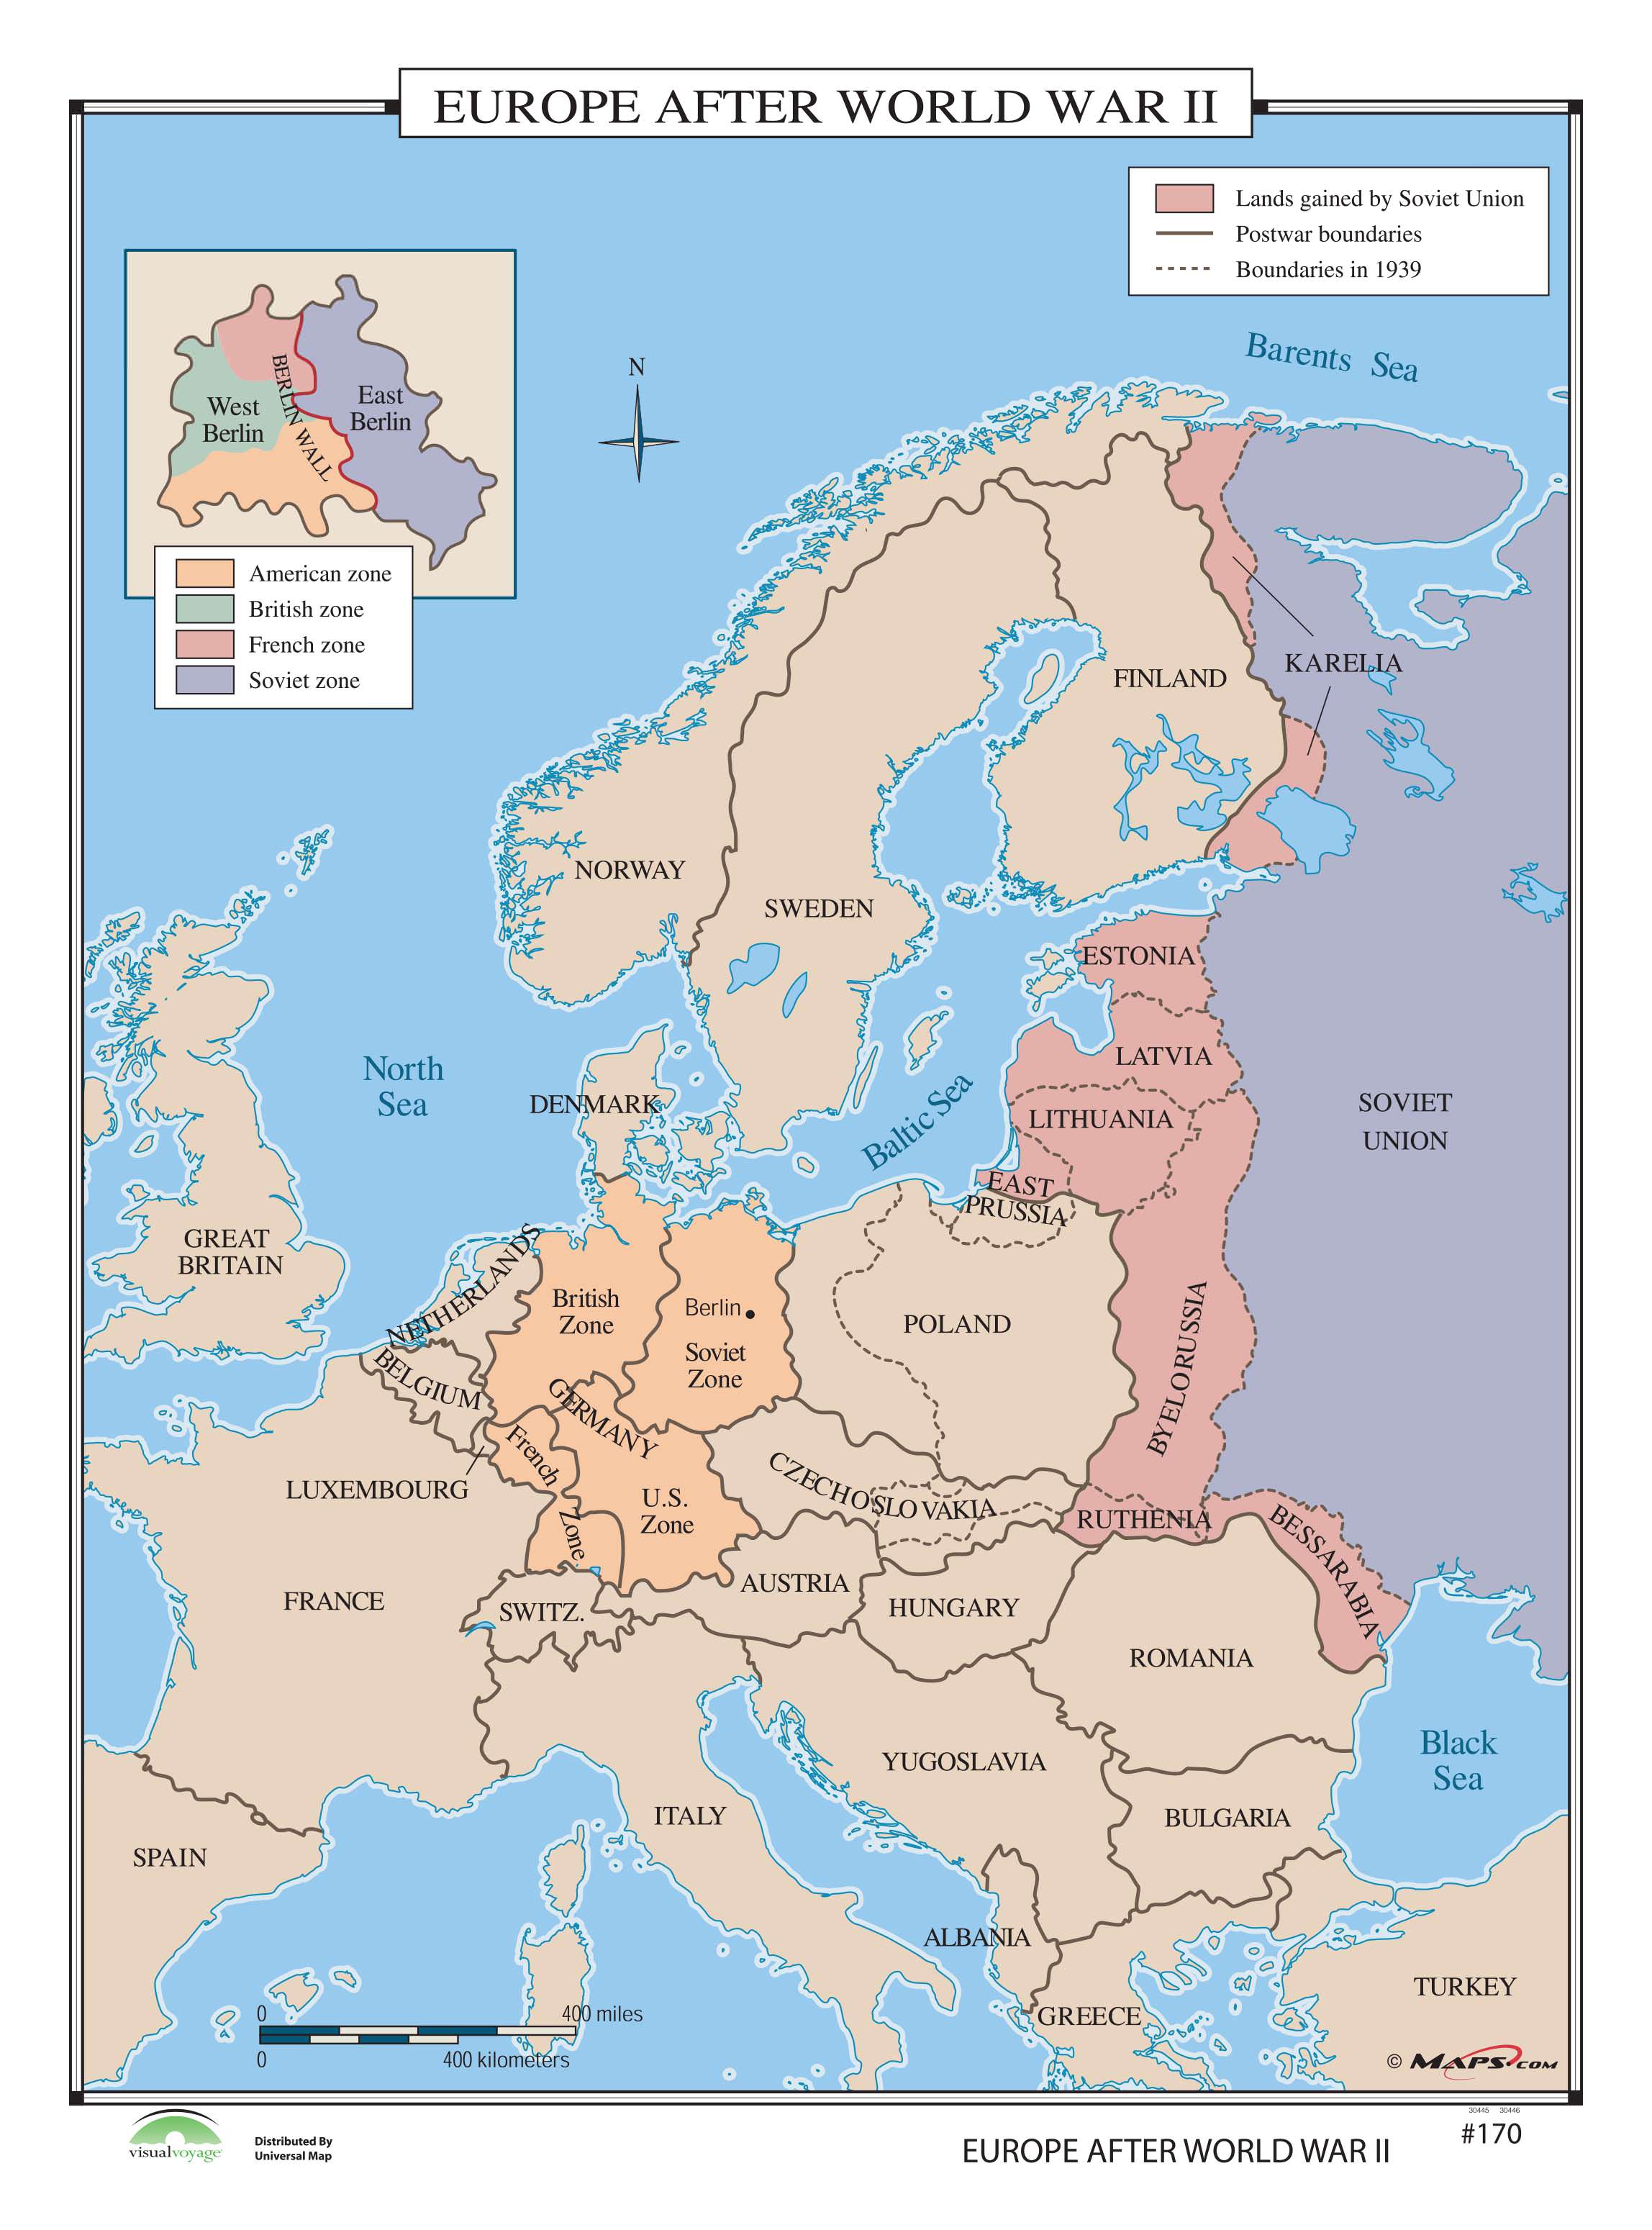 EUROPE AFTER WORLD WAR II
Lands gained by Soviet Union
Postwar boundaries
Boundaries in 1939
West
Berlin
BERLIN WALL
East
Berlin
American zone
British zone
French zone
Soviet zone
N
Barents Sea
KARELIA
FINLAND
NORWAY
SWEDEN
ESTONIA
LATVIA
LITHUANIA
North
Sea
DENMARK
Baltic Sea
SOVIET
UNION
EAST
PRUSSIA
GREAT
BRITAIN
NETHERLANDS
BELGIUM
LUXEMBOURG
British
Zone
Berlin
Soviet
Zone
GERMANY
French
Zone
U.S.
Zone
POLAND
BYELORUSSIA
CZECHOSLOVAKIA
RUTHENIA
BESSARABIA
FRANCE
SWITZ.
AUSTRIA
HUNGARY
ROMANIA
YUGOSLAVIA
Black
Sea
ITALY
BULGARIA
SPAIN
ALBANIA
GREECE
TURKEY
0 400 miles
0 400 kilometers
© MAPS.COM
30445 30446
visualvoyage
Distributed By
Universal Map
EUROPE AFTER WORLD WAR II
#170